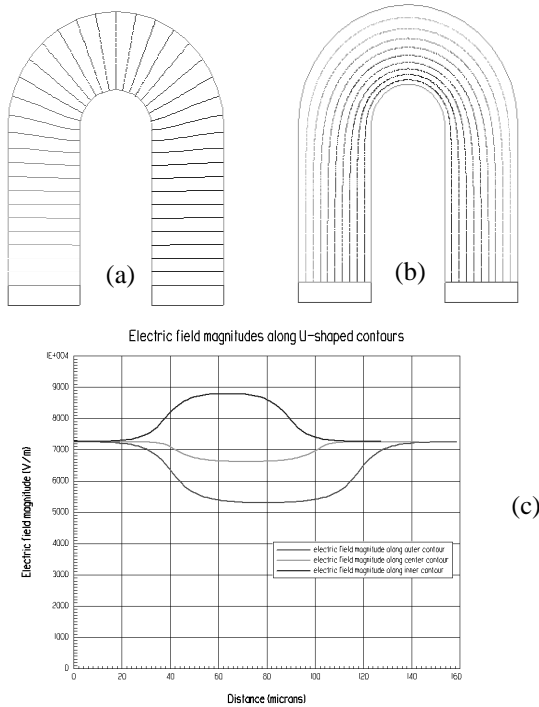 (a)
(b)
Electric field magnitudes along U-shaped contours
1E+004
9000
8000
7000
6000
5000
4000
3000
2000
1000
0
Electric field magnitude (V/m)
electric field magnitude along outer contour
electric field magnitude along center contour
electric field magnitude along inner contour
0 20 40 60 80 100 120 140 160
Distance (microns)
(c)